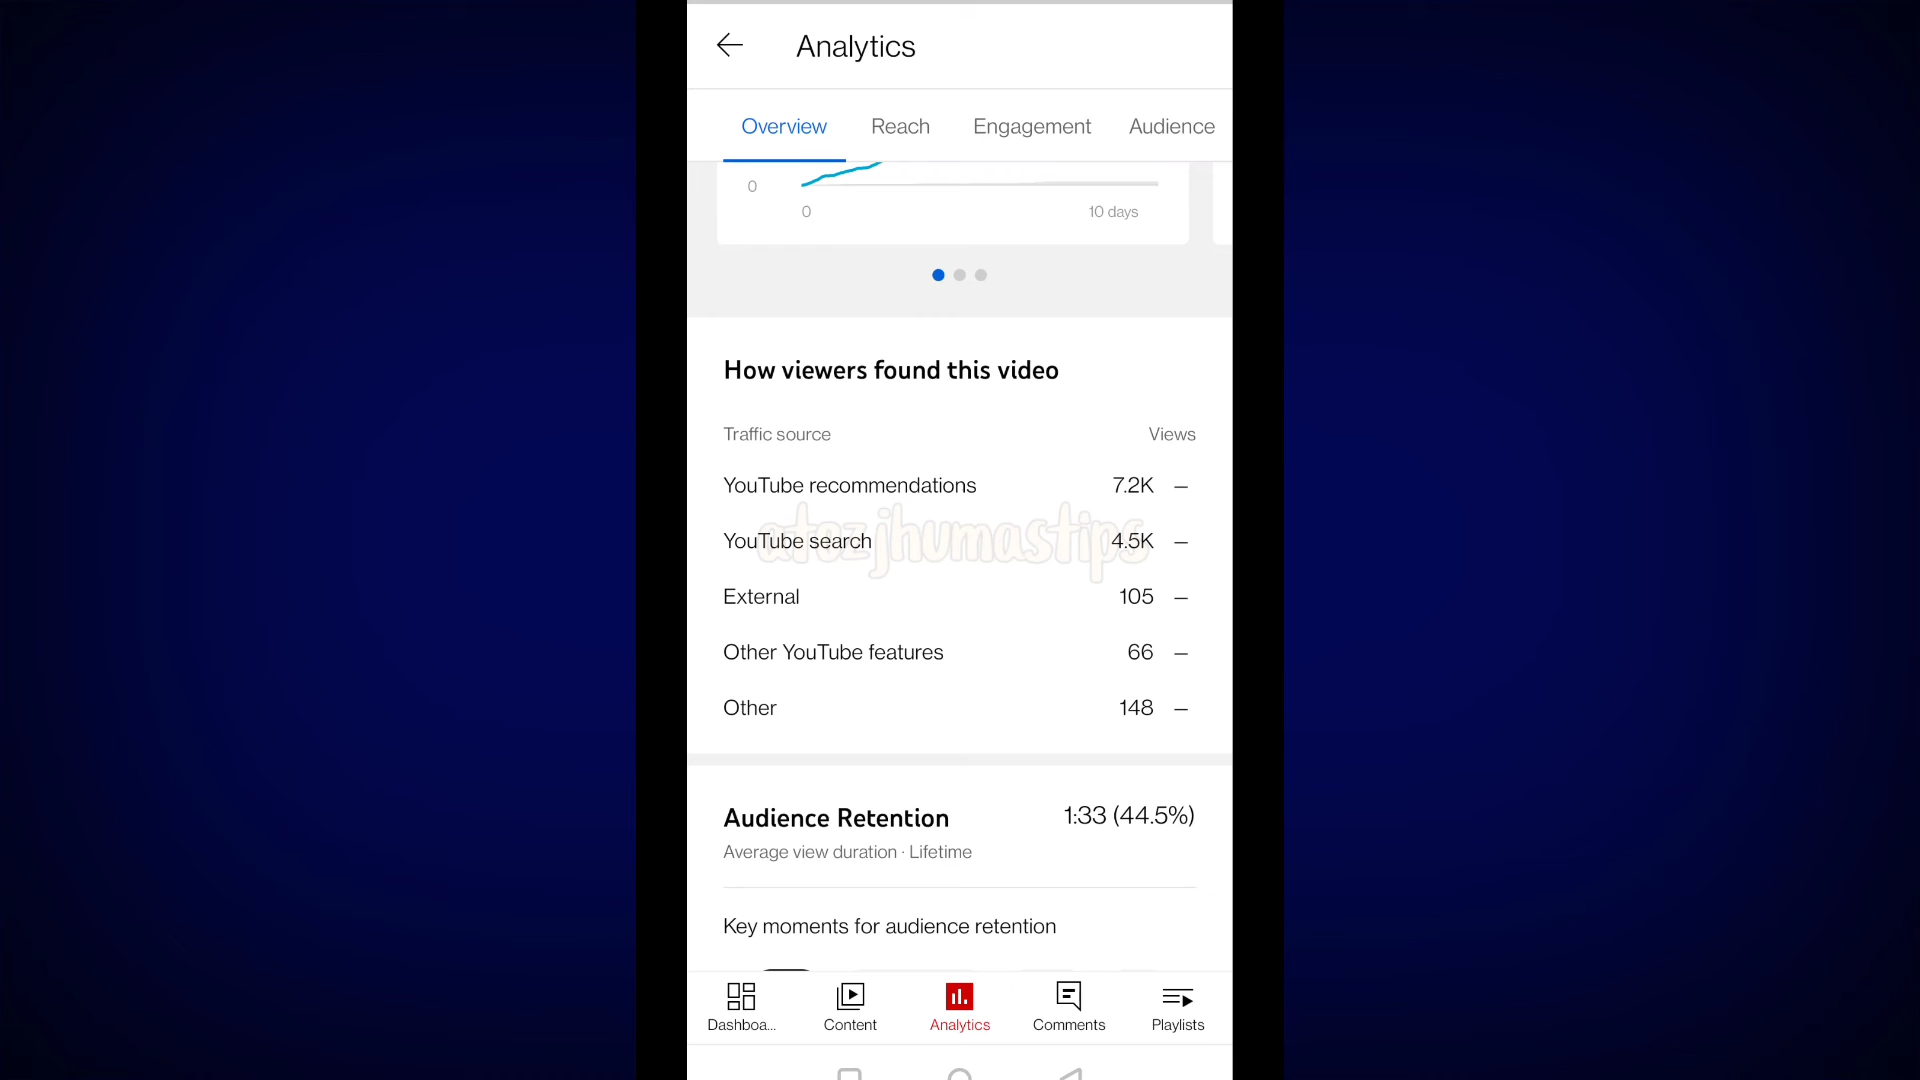 Analytics
Overview Reach Engagement Audience
0
0 10 days
How viewers found this video
Traffic source Views
YouTube recommendations 7.2K —
YouTube search 4.5K —
atozjhumastips
External 105 —
Other YouTube features 66 —
Other 148 —
Audience Retention 1:33 (44.5%)
Average view duration · Lifetime
Key moments for audience retention
Dashboa... Content Analytics Comments Playlists